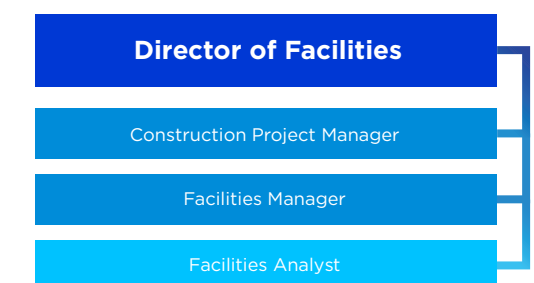 Director of Facilities
Construction Project Manager
Facilities Manager
Facilities Analyst